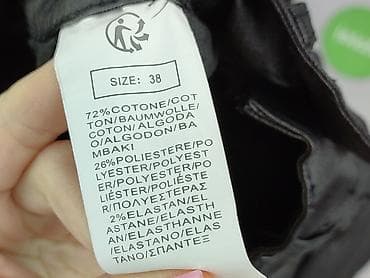 SIZE: 38
72%COTONE/COT
TON/BAUMWOLLE/
COTON/ALGODA
O/ALGODON/BA
MBAKI
26%POLIESTERE/PO
LYESTER/POLYEST
ER/POLYESTER/PO
LIÉSTER/POLIÉSTE
R/ΠΟΛΥΕΣΤΕΡΑΣ
2%ELASTAN/EL
ASTANE/ELASTH
AN/ELASTHANNE
/ELASTANO/ELAS
TANO/ΣΠΑΝΤΕΞ